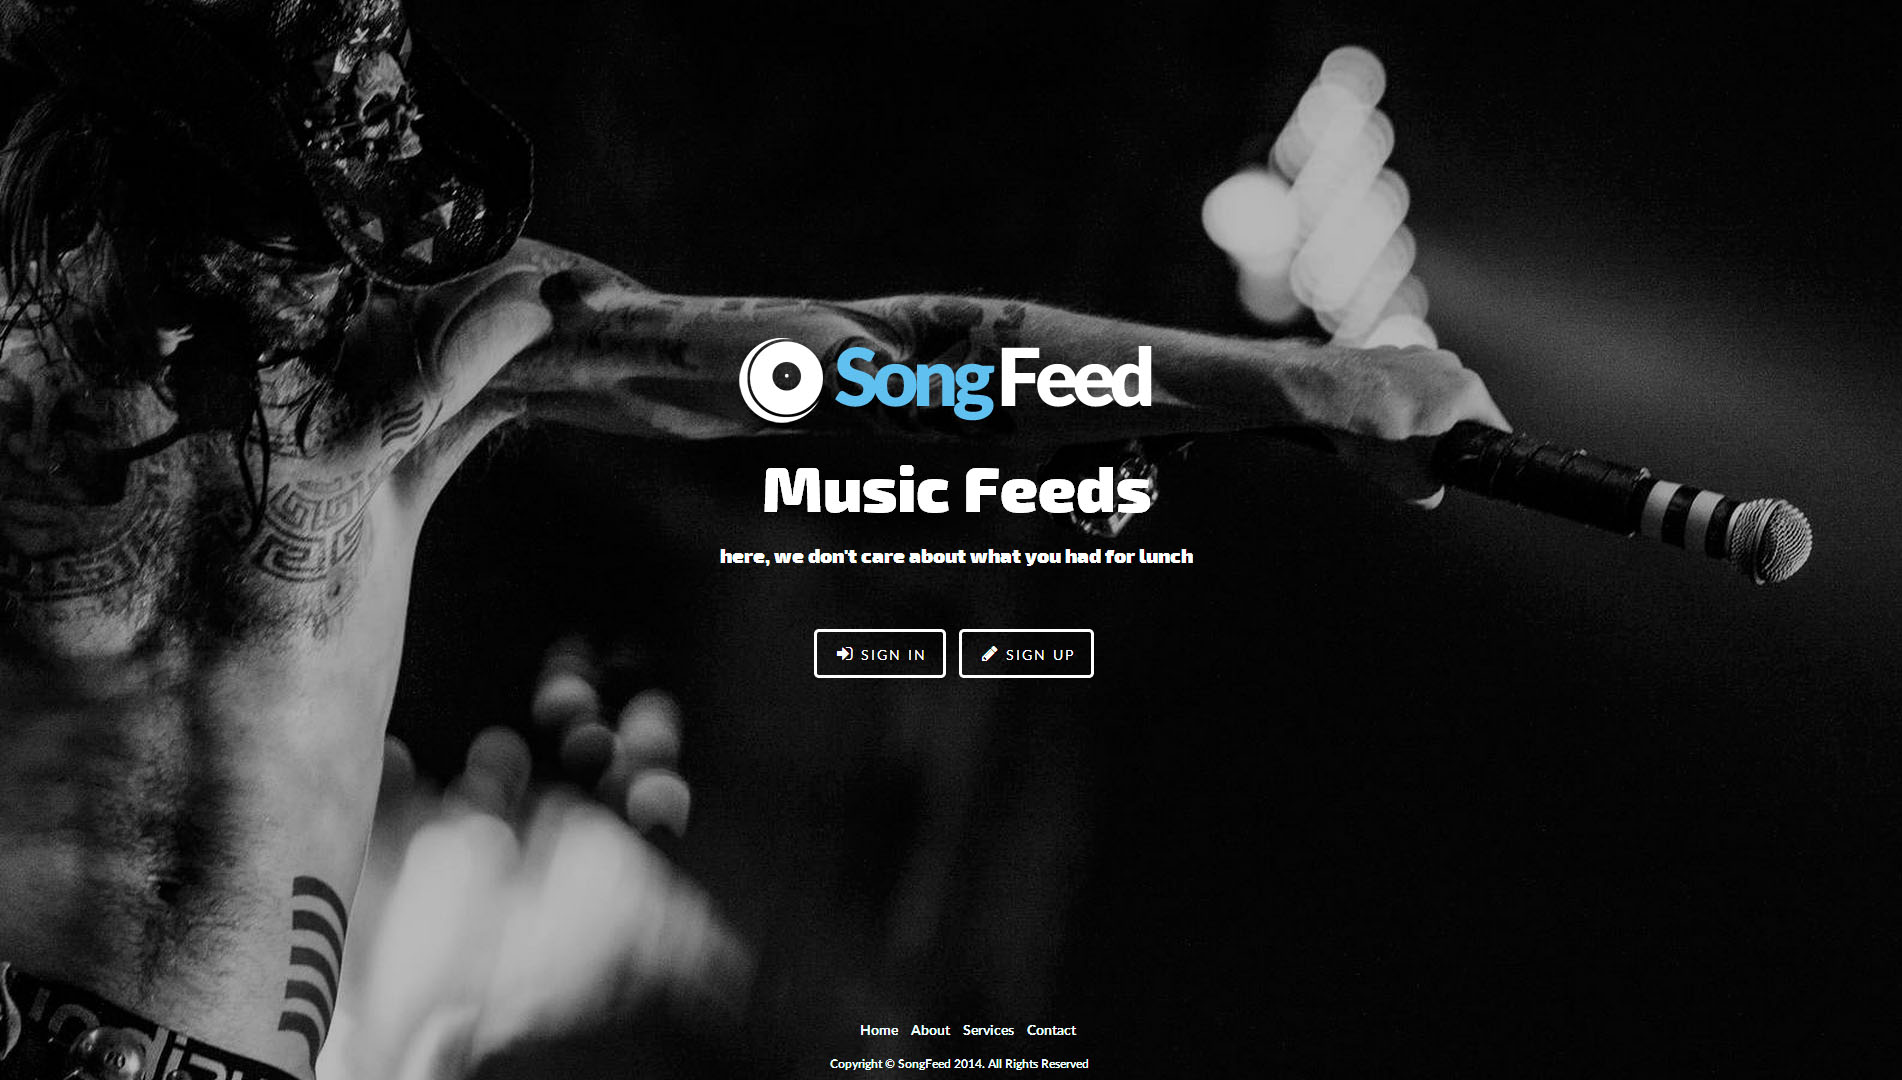 SongFeed
Music Feeds
here, we don't care about what you had for lunch
SIGN IN SIGN UP
Home About Services Contact
Copyright © SongFeed 2014. All Rights Reserved